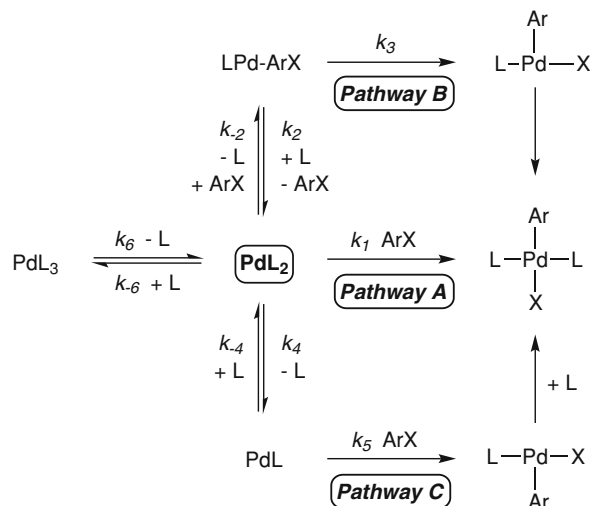 Ar
LPd-ArX
k3
L-Pd-X
Pathway B
k-2
k2
- L
+ L
+ ArX
- ArX
Ar
k6 - L
k1 ArX
PdL3
PdL2
L-Pd-L
k-6 + L
Pathway A
X
k-4
k4
+ L
- L
+ L
k5 ArX
PdL
L-Pd-X
Pathway C
Ar